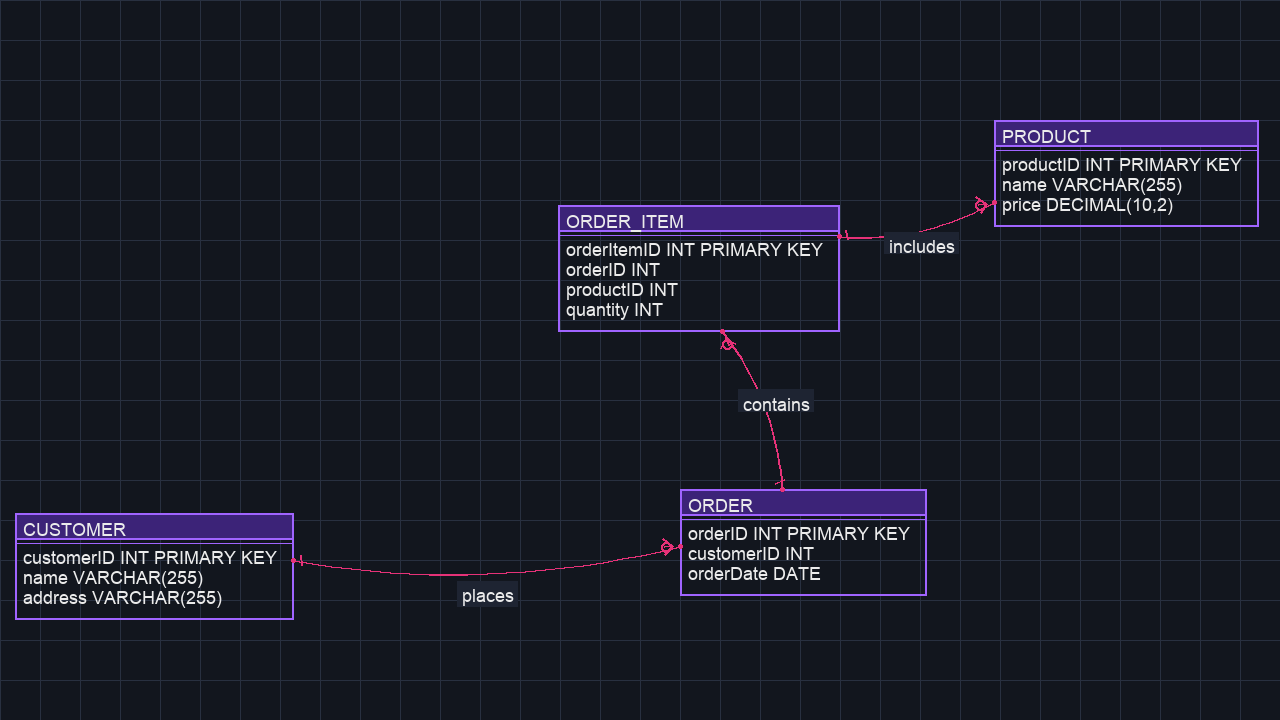 PRODUCT
productID INT PRIMARY KEY
name VARCHAR(255)
price DECIMAL(10,2)
ORDER_ITEM
orderItemID INT PRIMARY KEY
orderID INT
productID INT
quantity INT
includes
contains
ORDER
orderID INT PRIMARY KEY
customerID INT
orderDate DATE
CUSTOMER
customerID INT PRIMARY KEY
name VARCHAR(255)
address VARCHAR(255)
places